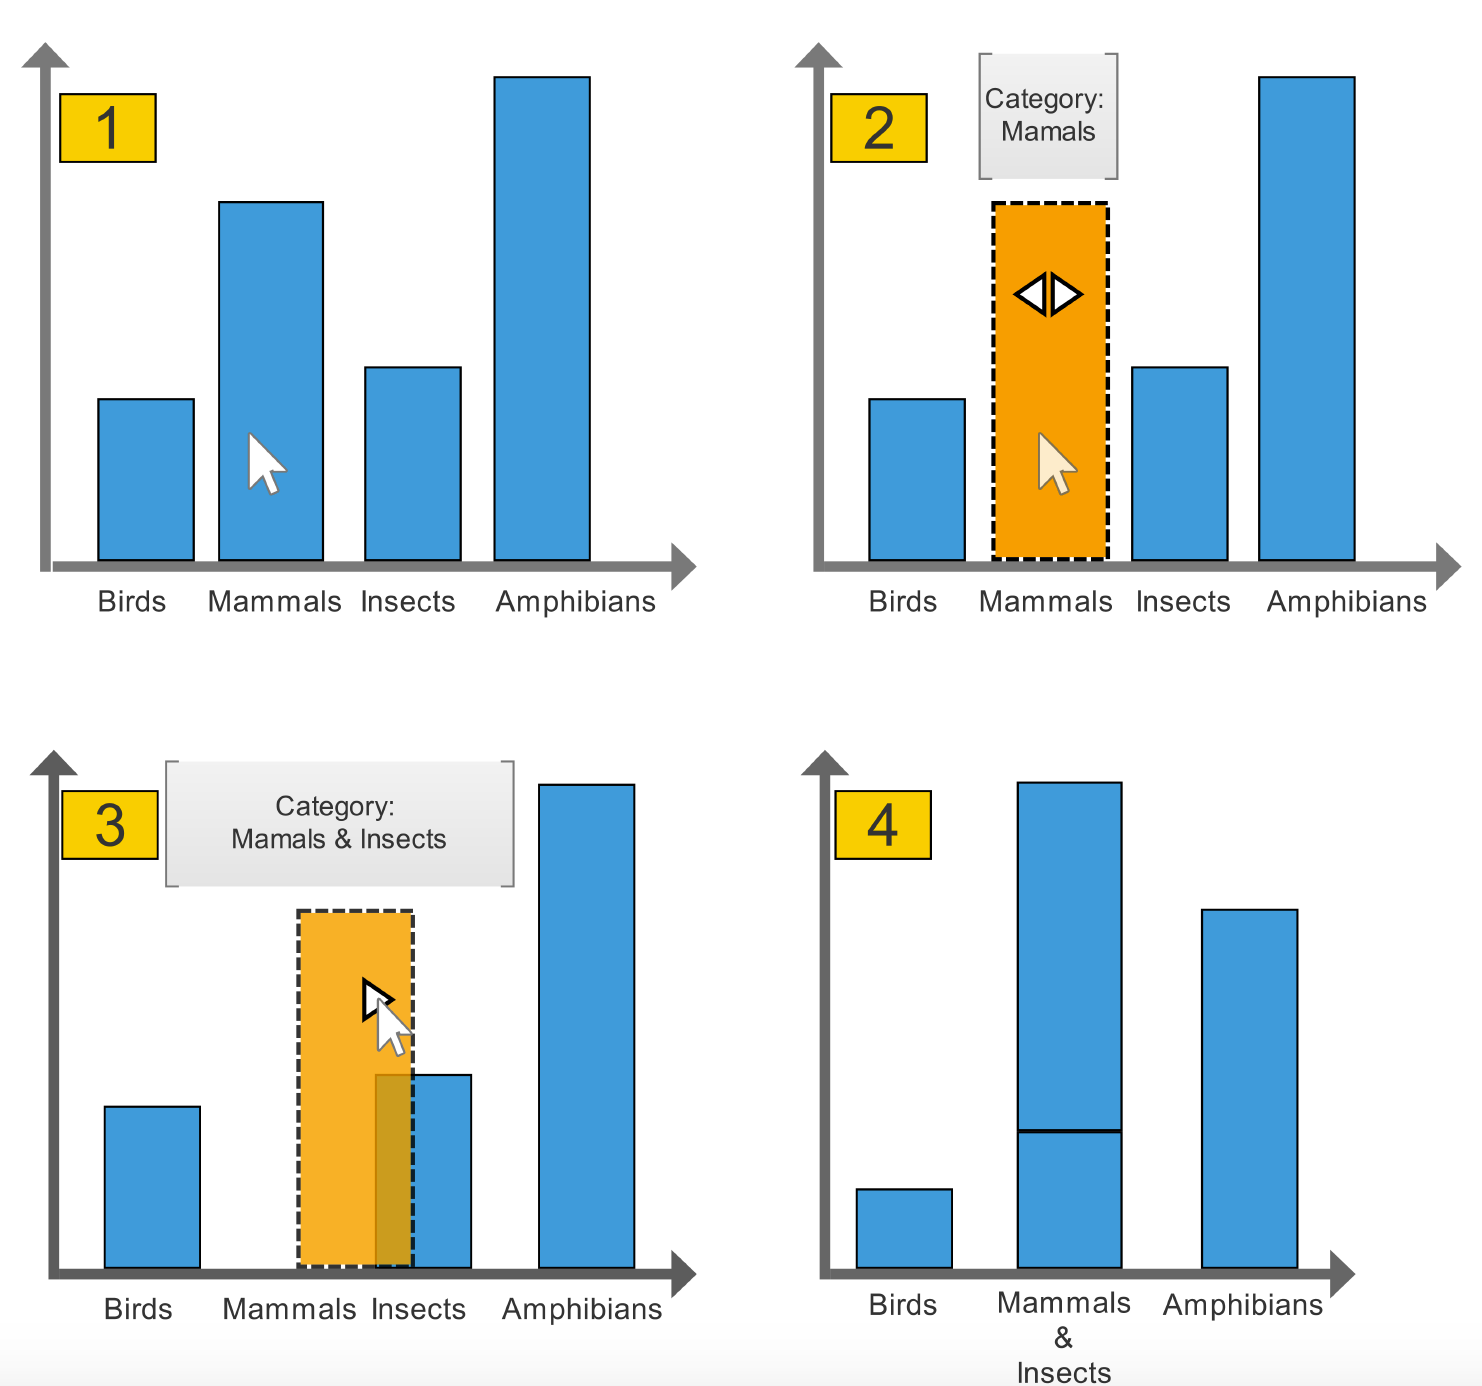 1
Birds Mammals Insects Amphibians
2
Category:
Mamals
Birds Mammals Insects Amphibians
3
Category:
Mamals & Insects
Birds Mammals Insects Amphibians
4
Birds Mammals Amphibians
&
Insects